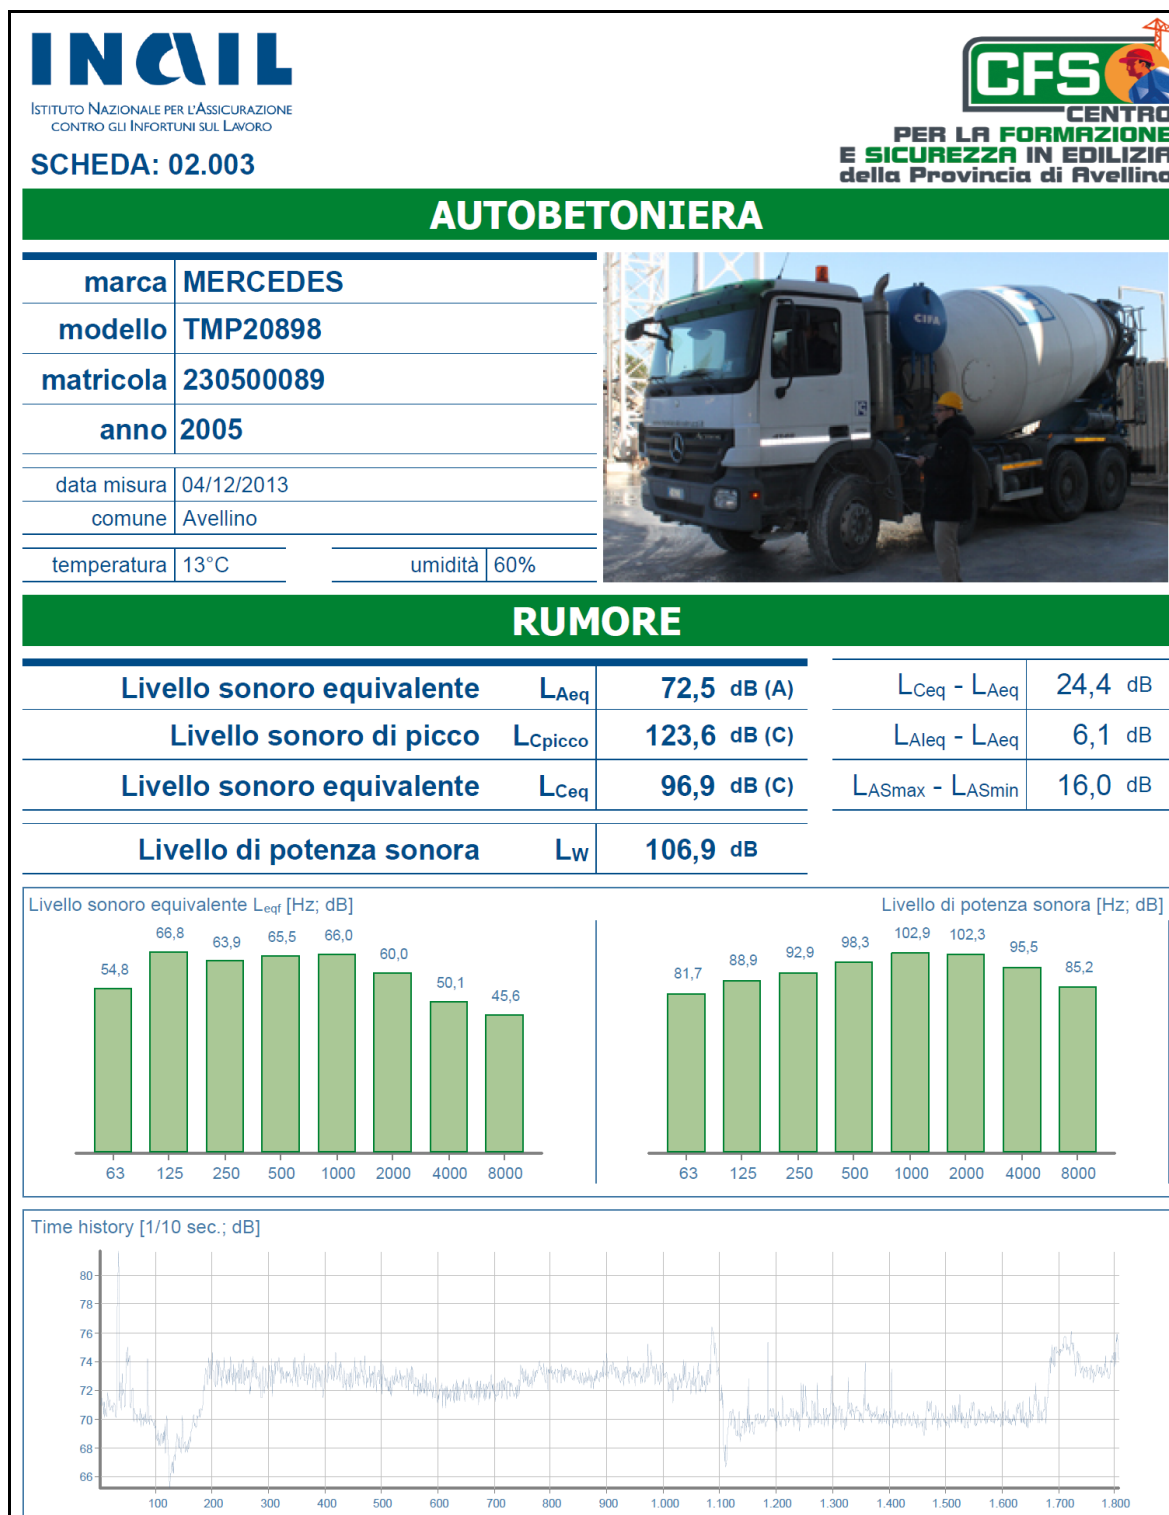 INAIL
ISTITUTO NAZIONALE PER L'ASSICURAZIONE
CONTRO GLI INFORTUNI SUL LAVORO
SCHEDA: 02.003
CFS
CENTRO
PER LA FORMAZIONE
E SICUREZZA IN EDILIZIA
della Provincia di Avellino
AUTOBETONIERA
marca MERCEDES
modello TMP20898
matricola 230500089
anno 2005
data misura 04/12/2013
comune Avellino
temperatura 13°C umidità 60%
CIFA
RUMORE
Livello sonoro equivalente LAeq 72,5 dB (A)
Livello sonoro di picco LCpicco 123,6 dB (C)
Livello sonoro equivalente LCeq 96,9 dB (C)
Livello di potenza sonora LW 106,9 dB
LCeq - LAeq 24,4 dB
LAIeq - LAeq 6,1 dB
LASmax - LASmin 16,0 dB
Livello sonoro equivalente Leqf [Hz; dB]
54,8 66,8 63,9 65,5 66,0 60,0 50,1 45,6
63 125 250 500 1000 2000 4000 8000
Livello di potenza sonora [Hz; dB]
81,7 88,9 92,9 98,3 102,9 102,3 95,5 85,2
63 125 250 500 1000 2000 4000 8000
Time history [1/10 sec.; dB]
80
78
76
74
72
70
68
66
100 200 300 400 500 600 700 800 900 1.000 1.100 1.200 1.300 1.400 1.500 1.600 1.700 1.800